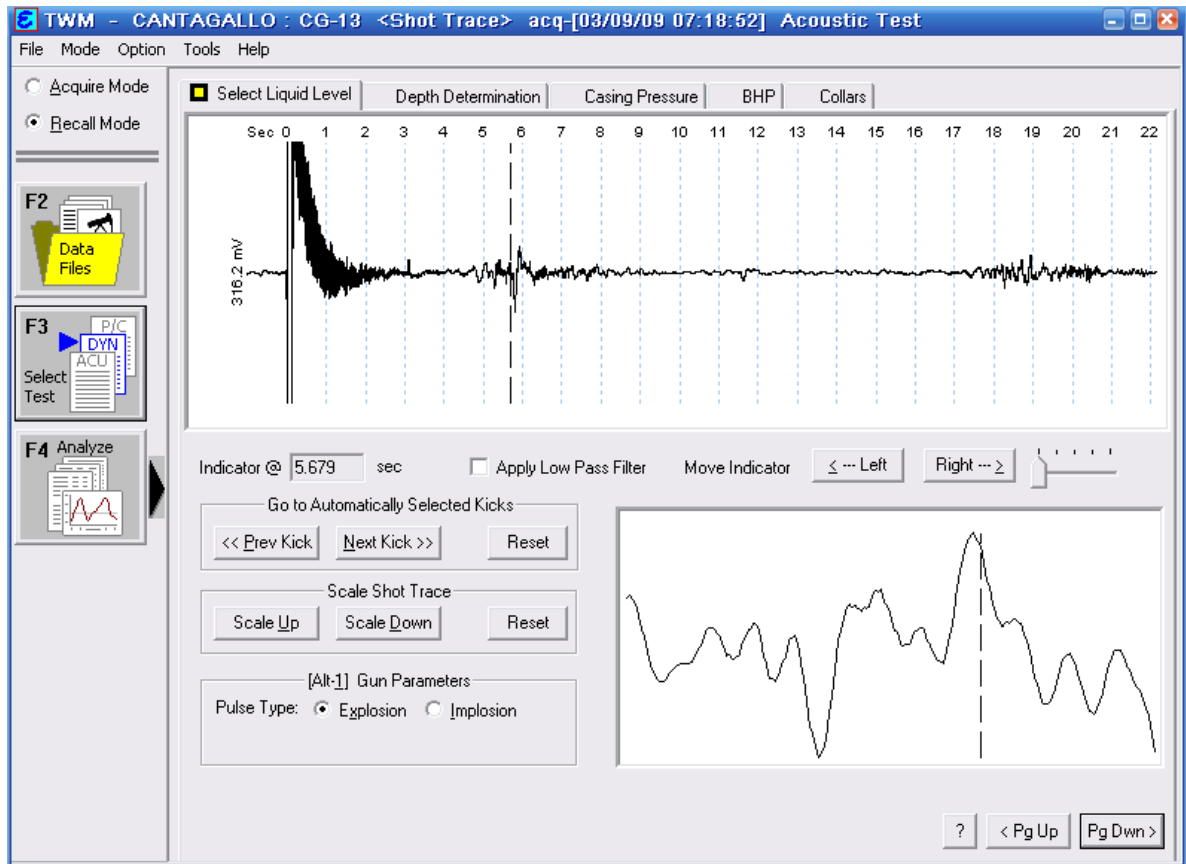 TWM - CANTAGALLO : CG-13 <Shot Trace> acq-[03/09/09 07:18:52] Acoustic Test
File Mode Option Tools Help
Acquire Mode
Recall Mode
Select Liquid Level Depth Determination Casing Pressure BHP Collars
Sec 0 1 2 3 4 5 6 7 8 9 10 11 12 13 14 15 16 17 18 19 20 21 22
316.2 mV
F2
Data
Files
F3
P/C
DYN
ACU
Select
Test
F4 Analyze
Indicator @ 5.679 sec Apply Low Pass Filter Move Indicator < --- Left Right --- >
Go to Automatically Selected Kicks
<< Prev Kick Next Kick >> Reset
Scale Shot Trace
Scale Up Scale Down Reset
[Alt-1] Gun Parameters
Pulse Type: Explosion Implosion
? < Pg Up Pg Dwn >